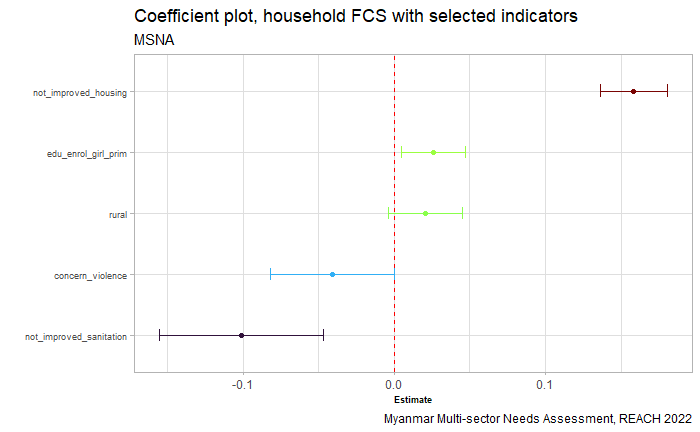 Coefficient plot, household FCS with selected indicators
MSNA
not_improved_housing
edu_enrol_girl_prim
rural
concern_violence
not_improved_sanitation
-0.1 0.0 0.1
Estimate
Myanmar Multi-sector Needs Assessment, REACH 2022